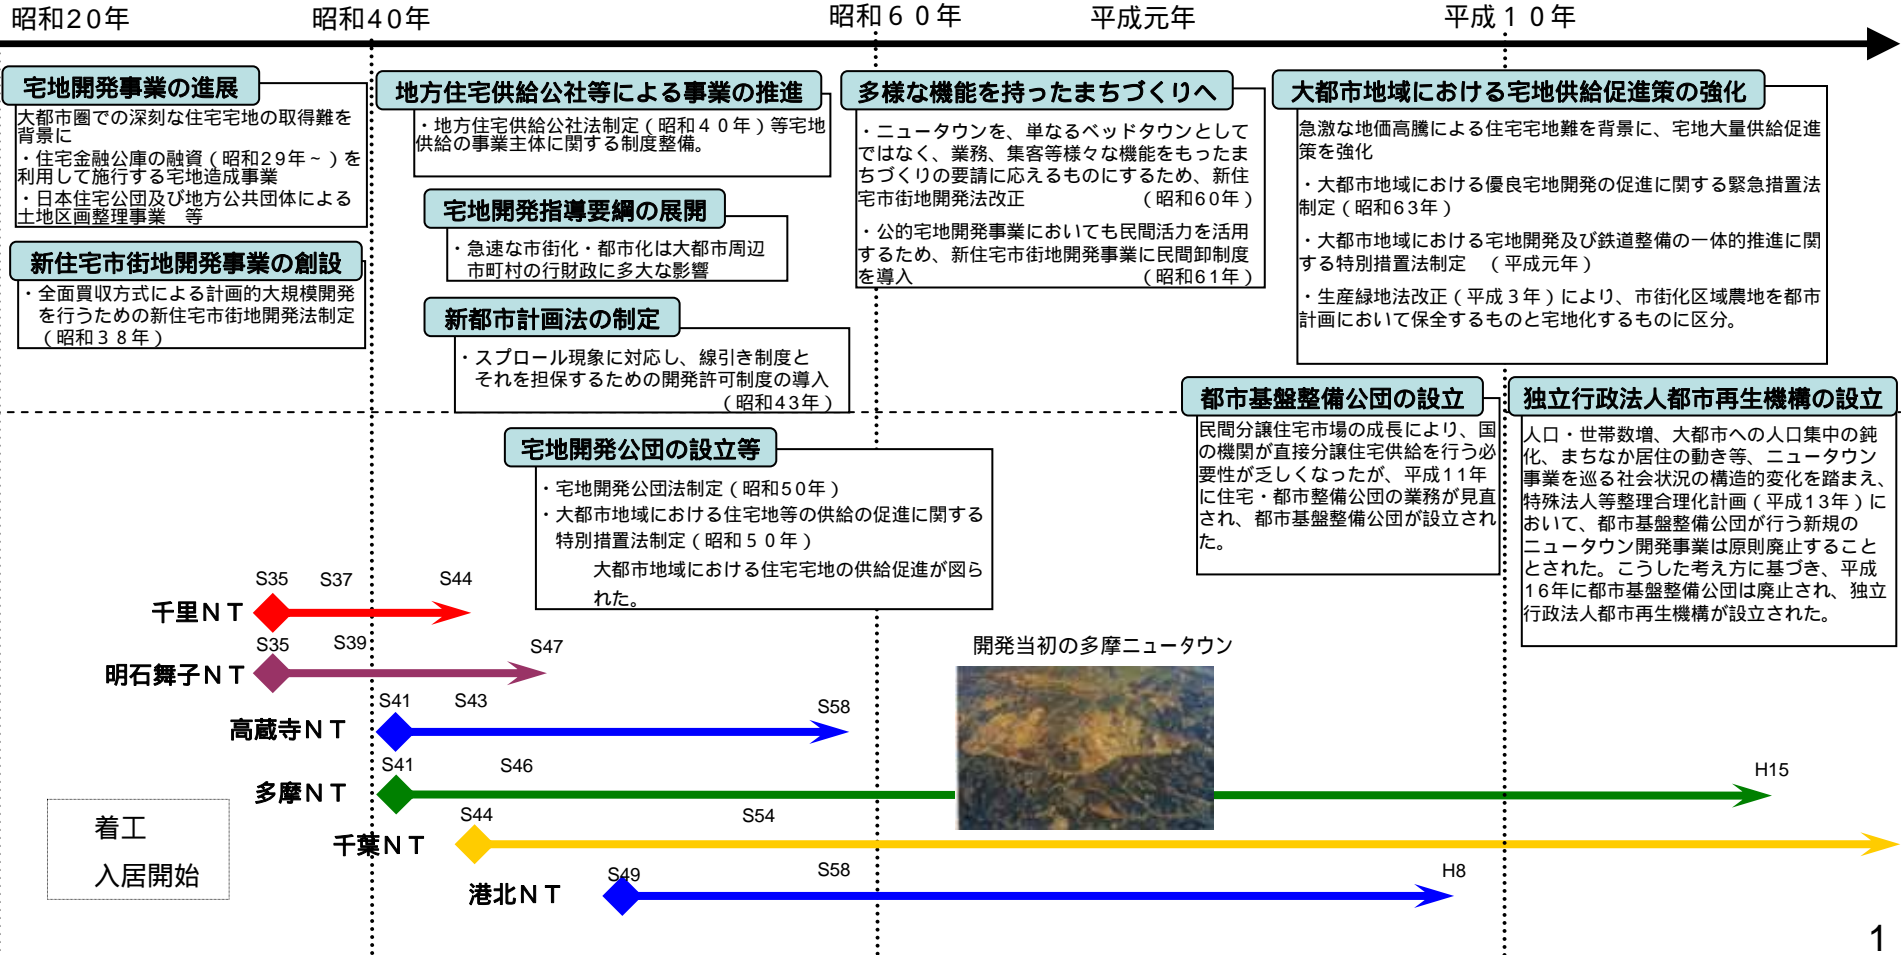 昭和20年
昭和40年
昭和60年
平成元年
平成10年
宅地開発事業の進展
大都市圏での深刻な住宅宅地の取得難を
背景に
・住宅金融公庫の融資(昭和29年~)を
利用して施行する宅地造成事業
・日本住宅公団及び地方公共団体による
土地区画整理事業 等
新住宅市街地開発事業の創設
・全面買収方式による計画的大規模開発
を行うための新住宅市街地開発法制定
(昭和38年)
地方住宅供給公社等による事業の推進
・地方住宅供給公社法制定(昭和40年)等宅地
供給の事業主体に関する制度整備。
宅地開発指導要綱の展開
・急速な市街化・都市化は大都市周辺
市町村の行財政に多大な影響
新都市計画法の制定
・スプロール現象に対応し、線引き制度と
それを担保するための開発許可制度の導入
(昭和43年)
宅地開発公団の設立等
・宅地開発公団法制定(昭和50年)
・大都市地域における住宅地等の供給の促進に関する
特別措置法制定(昭和50年)
大都市地域における住宅宅地の供給促進が図ら
れた。
多様な機能を持ったまちづくりへ
・ニュータウンを、単なるベッドタウンとして
ではなく、業務、集客等様々な機能をもったま
ちづくりの要請に応えるものにするため、新住
宅市街地開発法改正 (昭和60年)
・公的宅地開発事業においても民間活力を活用
するため、新住宅市街地開発事業に民間卸制度
を導入 (昭和61年)
大都市地域における宅地供給促進策の強化
急激な地価高騰による住宅宅地難を背景に、宅地大量供給促進
策を強化
・大都市地域における優良宅地開発の促進に関する緊急措置法
制定(昭和63年)
・大都市地域における宅地開発及び鉄道整備の一体的推進に関
する特別措置法制定 (平成元年)
・生産緑地法改正(平成3年)により、市街化区域農地を都市
計画において保全するものと宅地化するものに区分。
都市基盤整備公団の設立
民間分譲住宅市場の成長により、国
の機関が直接分譲住宅供給を行う必
要性が乏しくなったが、平成11年
に住宅・都市整備公団の業務が見直
され、都市基盤整備公団が設立され
た。
独立行政法人都市再生機構の設立
人口・世帯数増、大都市への人口集中の鈍
化、まちなか居住の動き等、ニュータウン
事業を巡る社会状況の構造的変化を踏まえ、
特殊法人等整理合理化計画(平成13年)に
おいて、都市基盤整備公団が行う新規の
ニュータウン開発事業は原則廃止すること
とされた。こうした考え方に基づき、平成
16年に都市基盤整備公団は廃止され、独立
行政法人都市再生機構が設立された。
S35 S37 S44
千里NT
S35 S39 S47
明石舞子NT
S41 S43 S58
高蔵寺NT
S41 S46 H15
多摩NT
S44 S54
千葉NT
S49 S58 H8
港北NT
開発当初の多摩ニュータウン
着工
入居開始
1